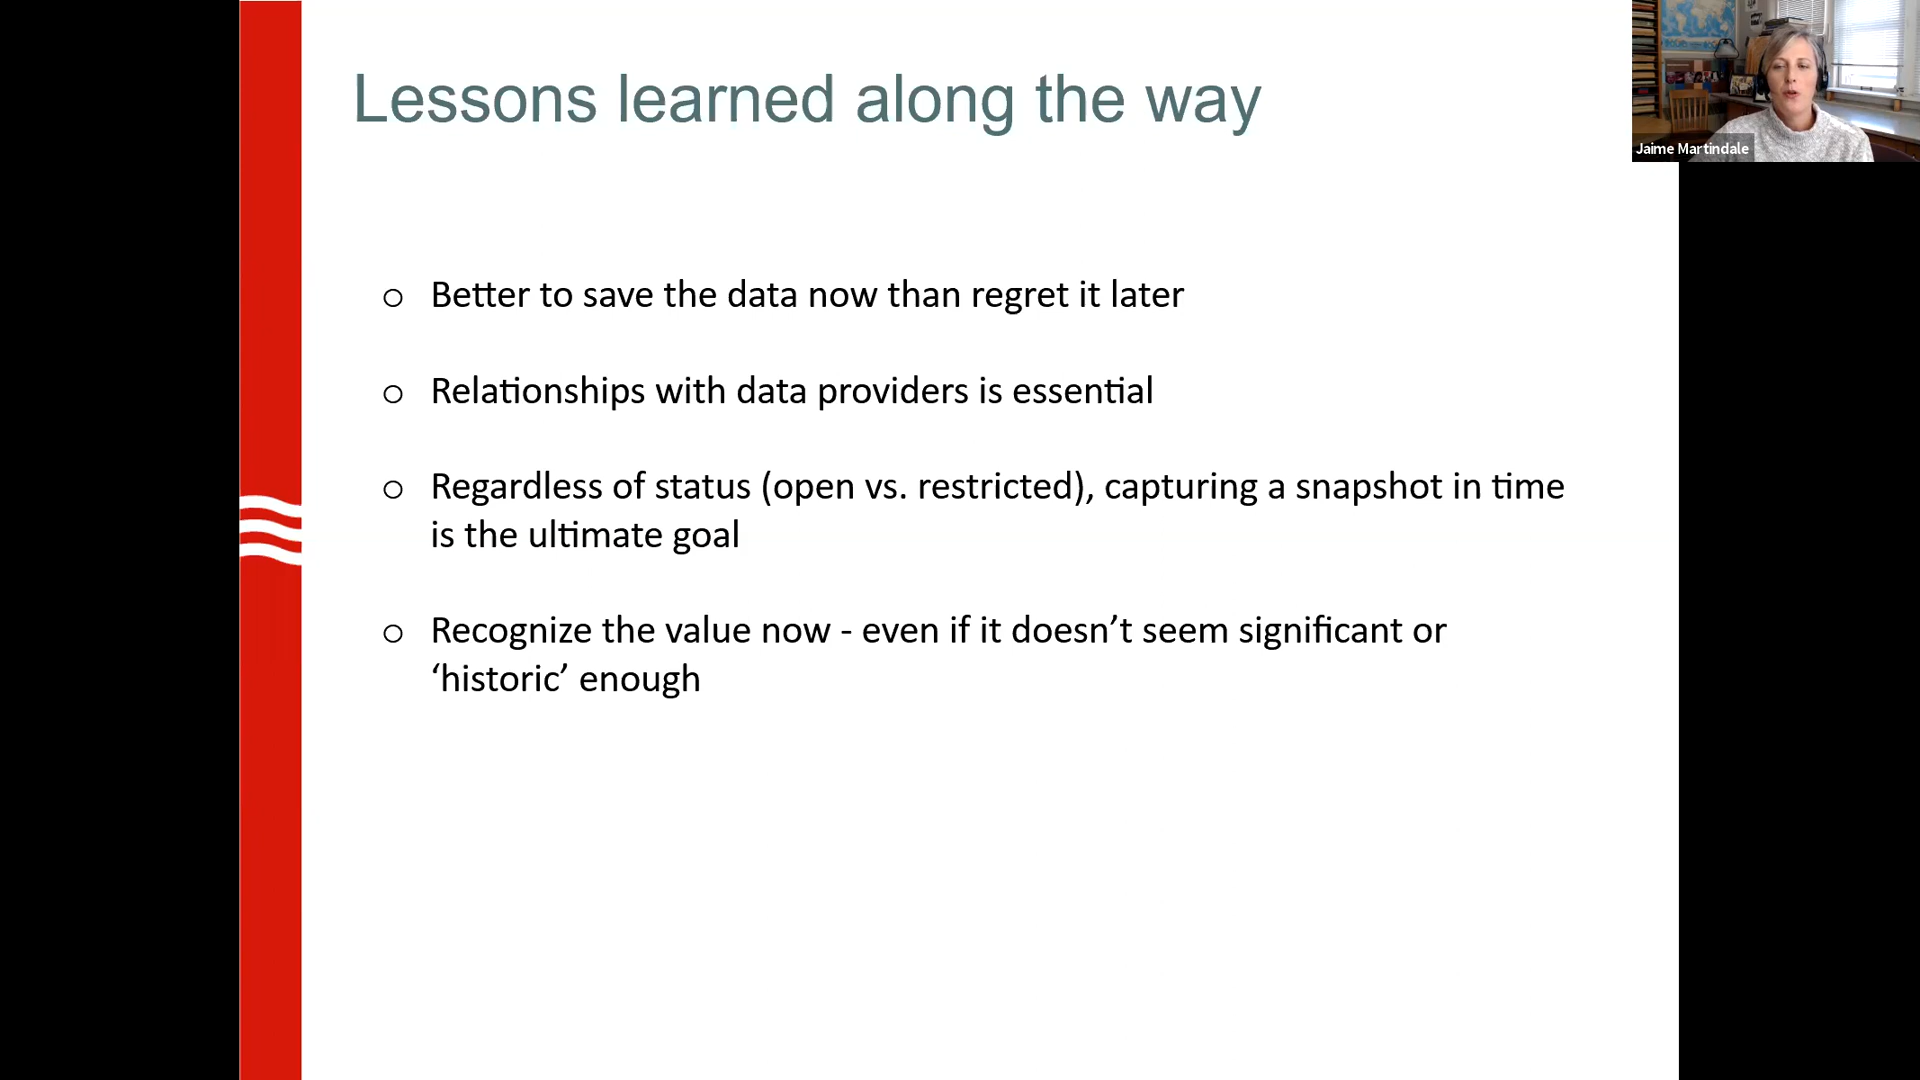 Lessons learned along the way
Jaime Martindale
o Better to save the data now than regret it later
o Relationships with data providers is essential
o Regardless of status (open vs. restricted), capturing a snapshot in time
is the ultimate goal
o Recognize the value now - even if it doesn’t seem significant or
‘historic’ enough